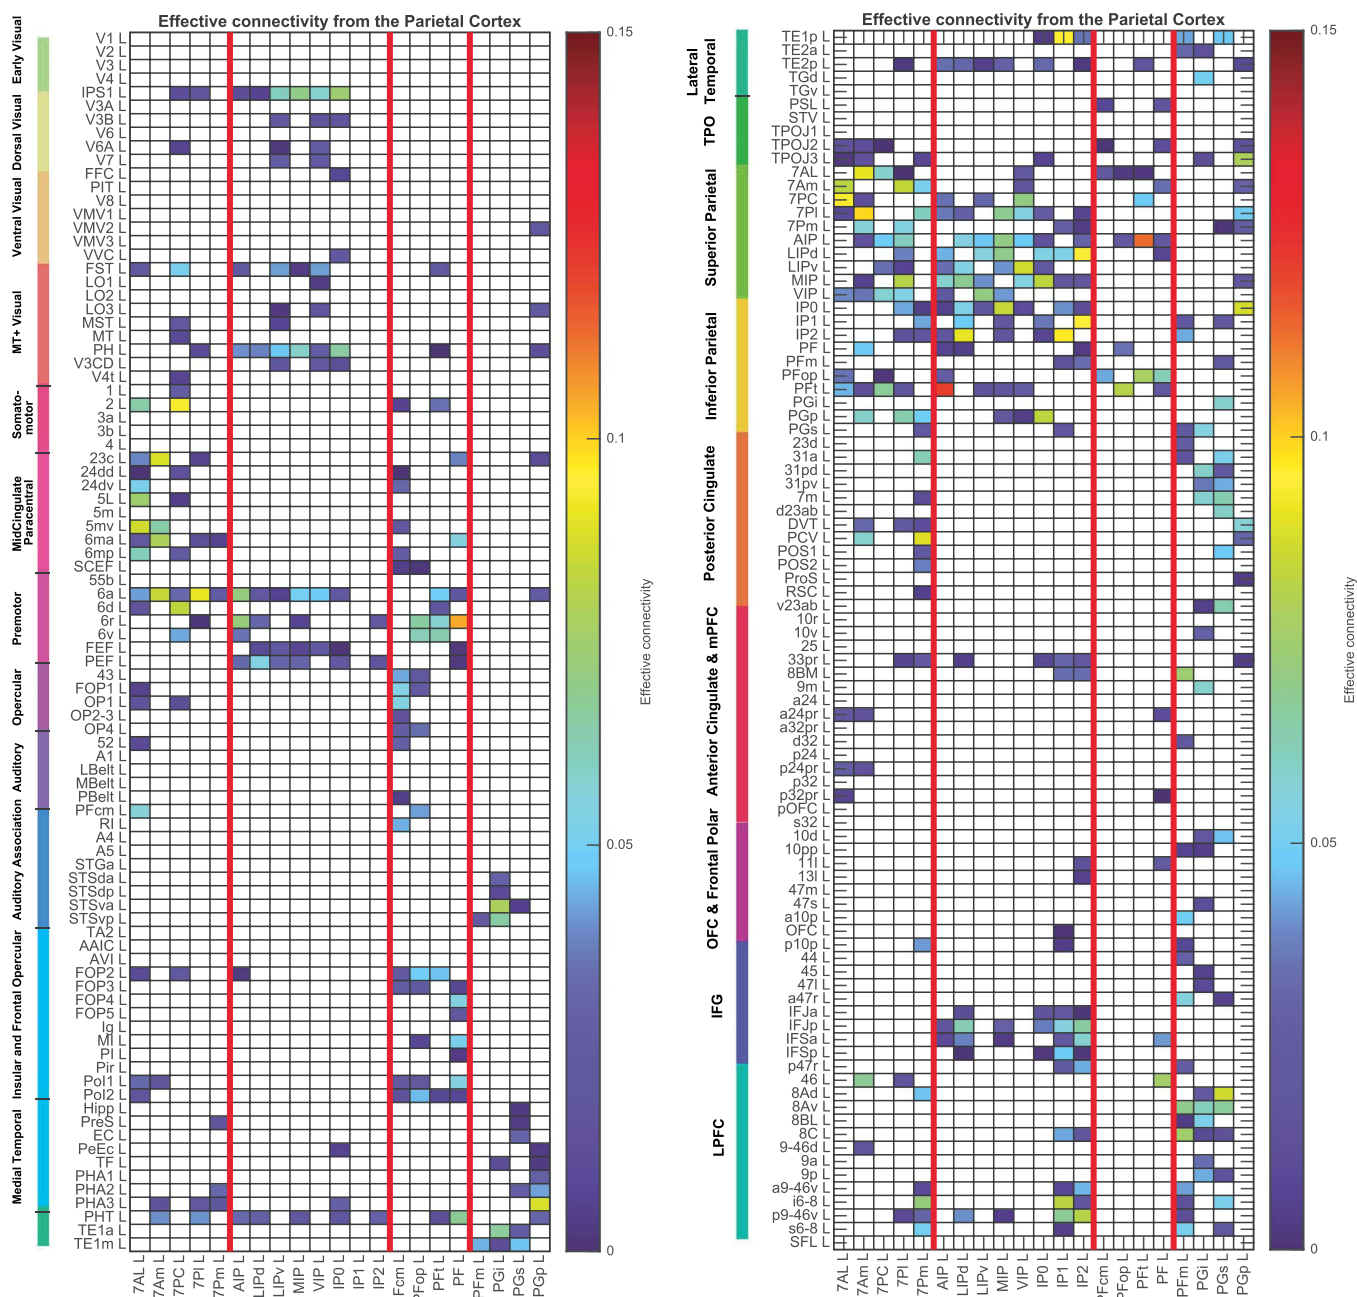 Effective connectivity from the Parietal Cortex
Early Visual
Dorsal Visual
Ventral Visual
MT+ Visual
Somato-
motor
MidCingulate
Paracentral
Premotor
Opercular
Auditory
Auditory Association
Insular and Frontal Opercular
Medial Temporal
V1 L
V2 L
V3 L
V4 L
IPS1 L
V3A L
V3B L
V6 L
V6A L
V7 L
FFC L
PIT L
V8 L
VMV1 L
VMV2 L
VMV3 L
VVC L
FST L
LO1 L
LO2 L
LO3 L
MST L
MT L
PH L
V3CD L
V4t L
1 L
2 L
3a L
3b L
4 L
23c L
24dd L
24dv L
5L L
5m L
5mv L
6ma L
6mp L
SCEF L
55b L
6a L
6d L
6r L
6v L
FEF L
PEF L
43 L
FOP1 L
OP1 L
OP2-3 L
OP4 L
52 L
A1 L
LBelt L
MBelt L
PBelt L
PFcm L
RI L
A4 L
A5 L
STGa L
STSda L
STSdp L
STSva L
STSvp L
TA2 L
AAIC L
AVI L
FOP2 L
FOP3 L
FOP4 L
FOP5 L
Ig L
MI L
PI L
Pir L
PoI1 L
PoI2 L
Hipp L
PreS L
EC L
PeEc L
TF L
PHA1 L
PHA2 L
PHA3 L
PHT L
TE1a L
TE1m L
7AL L
7Am L
7PC L
7Pl L
7Pm L
AIP L
LIPd L
LIPv L
MIP L
VIP L
IP0 L
IP1 L
IP2 L
PFcm L
PFop L
PFt L
PF L
PFm L
PGi L
PGs L
PGp L
0.15
0.1
0.05
0
Effective connectivity
Effective connectivity from the Parietal Cortex
Lateral
Temporal
TPO
Superior Parietal
Inferior Parietal
Posterior Cingulate
Anterior Cingulate & mPFC
OFC & Frontal Polar
IFG
LPFC
TE1p L
TE2a L
TE2p L
TGd L
TGv L
PSL L
STV L
TPOJ1 L
TPOJ2 L
TPOJ3 L
7AL L
7Am L
7PC L
7Pl L
7Pm L
AIP L
LIPd L
LIPv L
MIP L
VIP L
IP0 L
IP1 L
IP2 L
PF L
PFm L
PFop L
PFt L
PGi L
PGp L
PGs L
23d L
31a L
31pd L
31pv L
7m L
d23ab L
DVT L
PCV L
POS1 L
POS2 L
ProS L
RSC L
v23ab L
10r L
10v L
25 L
33pr L
8BM L
9m L
a24 L
a24pr L
a32pr L
d32 L
p24 L
p24pr L
p32 L
p32pr L
pOFC L
s32 L
10d L
10pp L
11l L
13l L
47m L
47s L
a10p L
OFC L
p10p L
44 L
45 L
47l L
a47r L
IFJa L
IFJp L
IFSa L
IFSp L
p47r L
46 L
8Ad L
8Av L
8BL L
8C L
9-46d L
9a L
9p L
a9-46v L
i6-8 L
p9-46v L
s6-8 L
SFL L
7AL L
7Am L
7PC L
7Pl L
7Pm L
AIP L
LIPd L
LIPv L
MIP L
VIP L
IP0 L
IP1 L
IP2 L
PFcm L
PFop L
PFt L
PF L
PFm L
PGi L
PGs L
PGp L
0.15
0.1
0.05
0
Effective connectivity